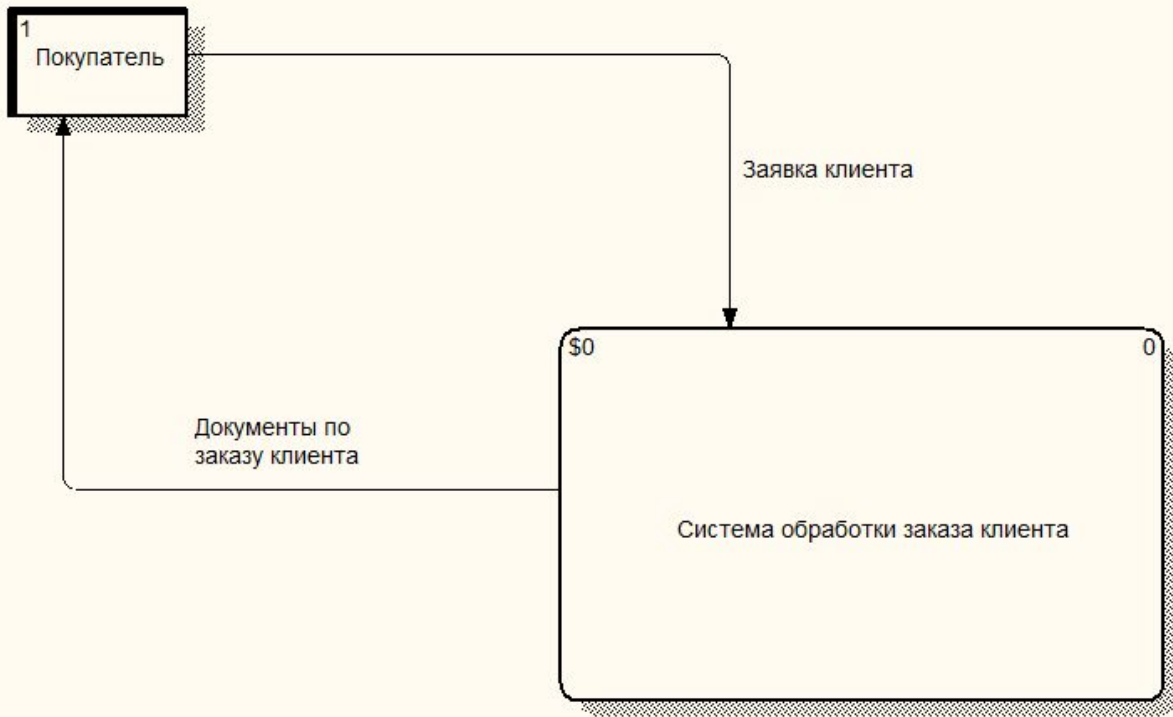 1
Покупатель
Заявка клиента
$0 0
Документы по
заказу клиента
Система обработки заказа клиента